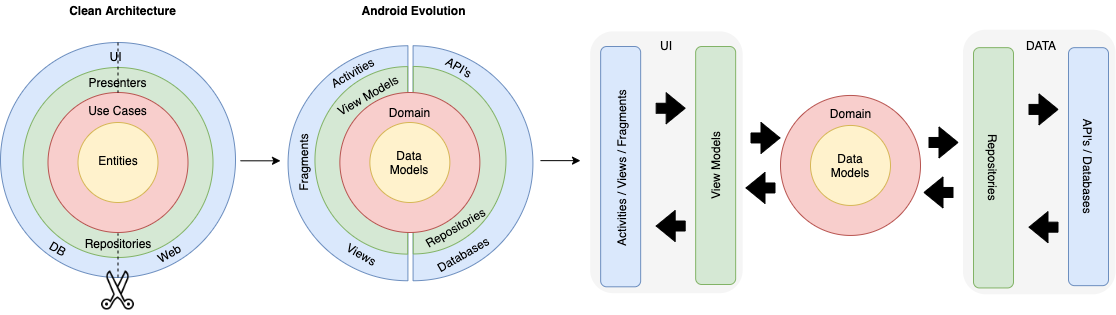 Clean Architecture
UI
Presenters
Use Cases
Entities
Repositories
DB
Web
Android Evolution
Activities
API's
View Models
Domain
Fragments
Data
Models
Repositories
Views
Databases
UI
Activities / Views / Fragments
View Models
Domain
Data
Models
DATA
Repositories
API's / Databases